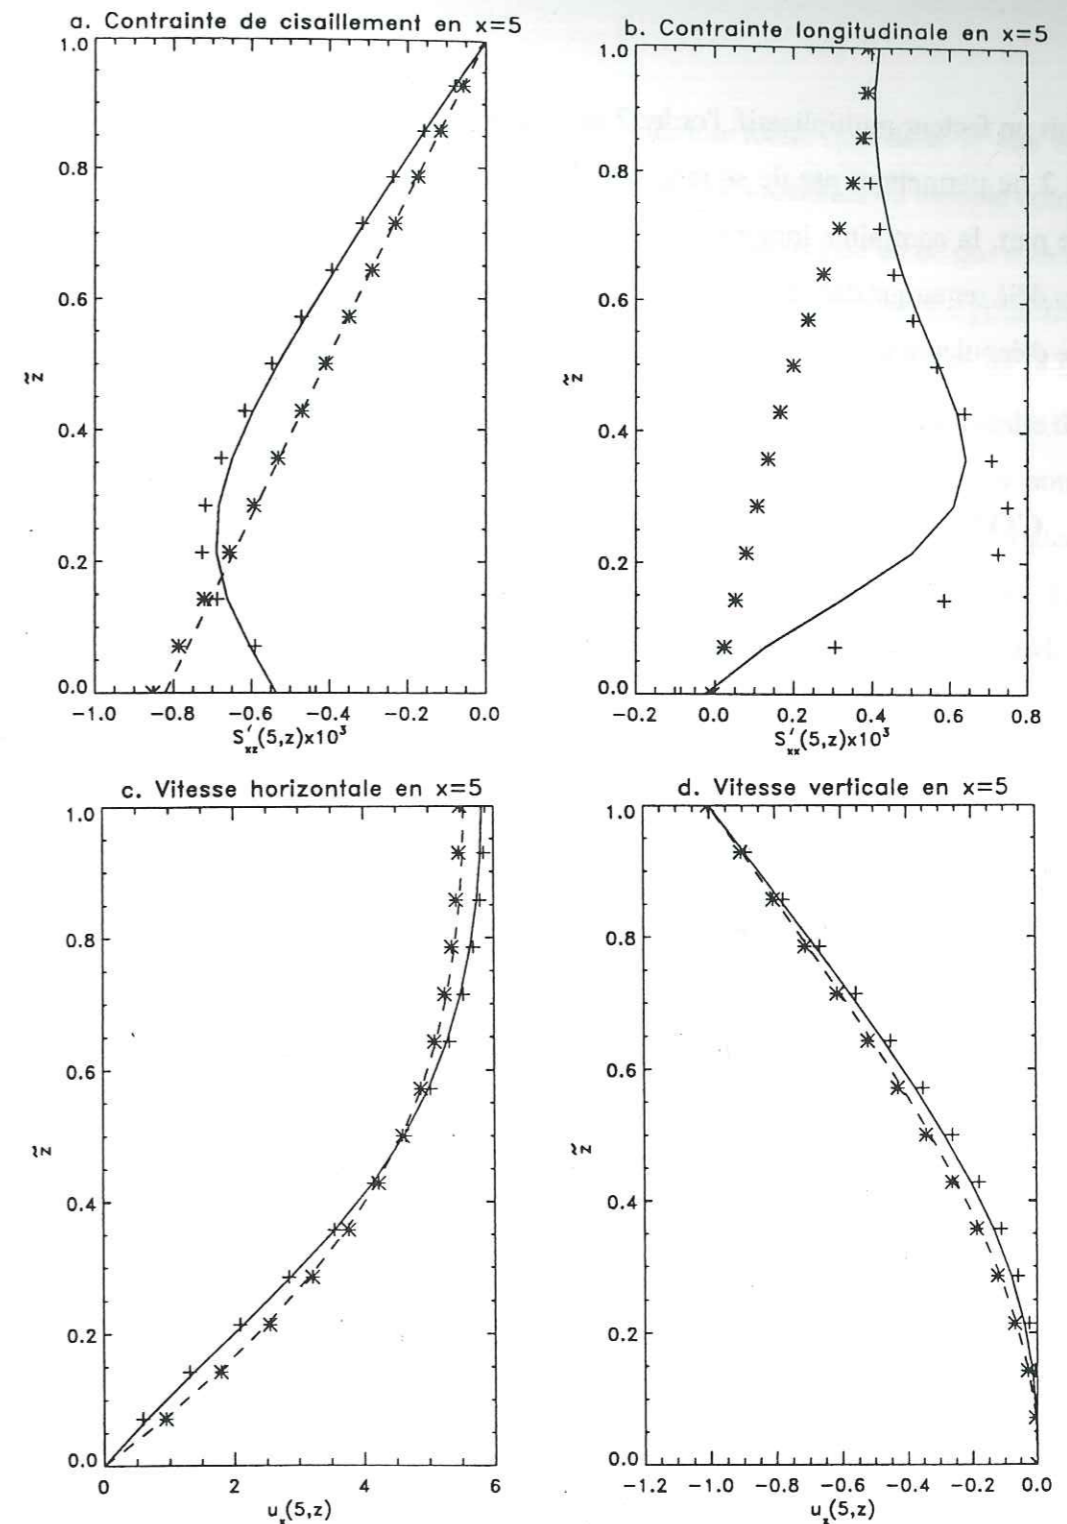 a. Contrainte de cisaillement en x=5
1.0
0.8
0.6
z̃
0.4
0.2
0.0
-1.0 -0.8 -0.6 -0.4 -0.2 0.0
S'xz(5,z)x10³
b. Contrainte longitudinale en x=5
1.0
0.8
0.6
z̃
0.4
0.2
0.0
-0.2 0.0 0.2 0.4 0.6 0.8
S'xx(5,z)x10³
c. Vitesse horizontale en x=5
1.0
0.8
0.6
z̃
0.4
0.2
0.0
0 2 4 6
ux(5,z)
d. Vitesse verticale en x=5
1.0
0.8
0.6
z̃
0.4
0.2
0.0
-1.2 -1.0 -0.8 -0.6 -0.4 -0.2 0.0
uz(5,z)